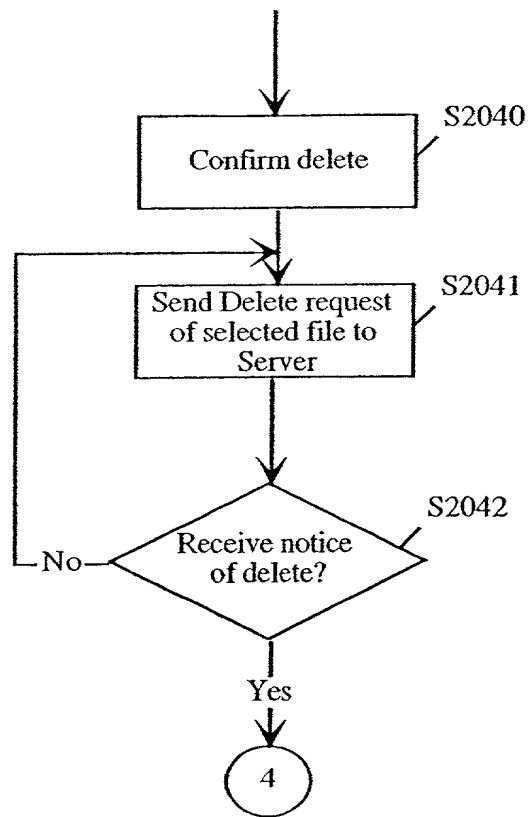 S2040
Confirm delete
S2041
Send Delete request
of selected file to
Server
S2042
Receive notice
of delete?
No
Yes
4